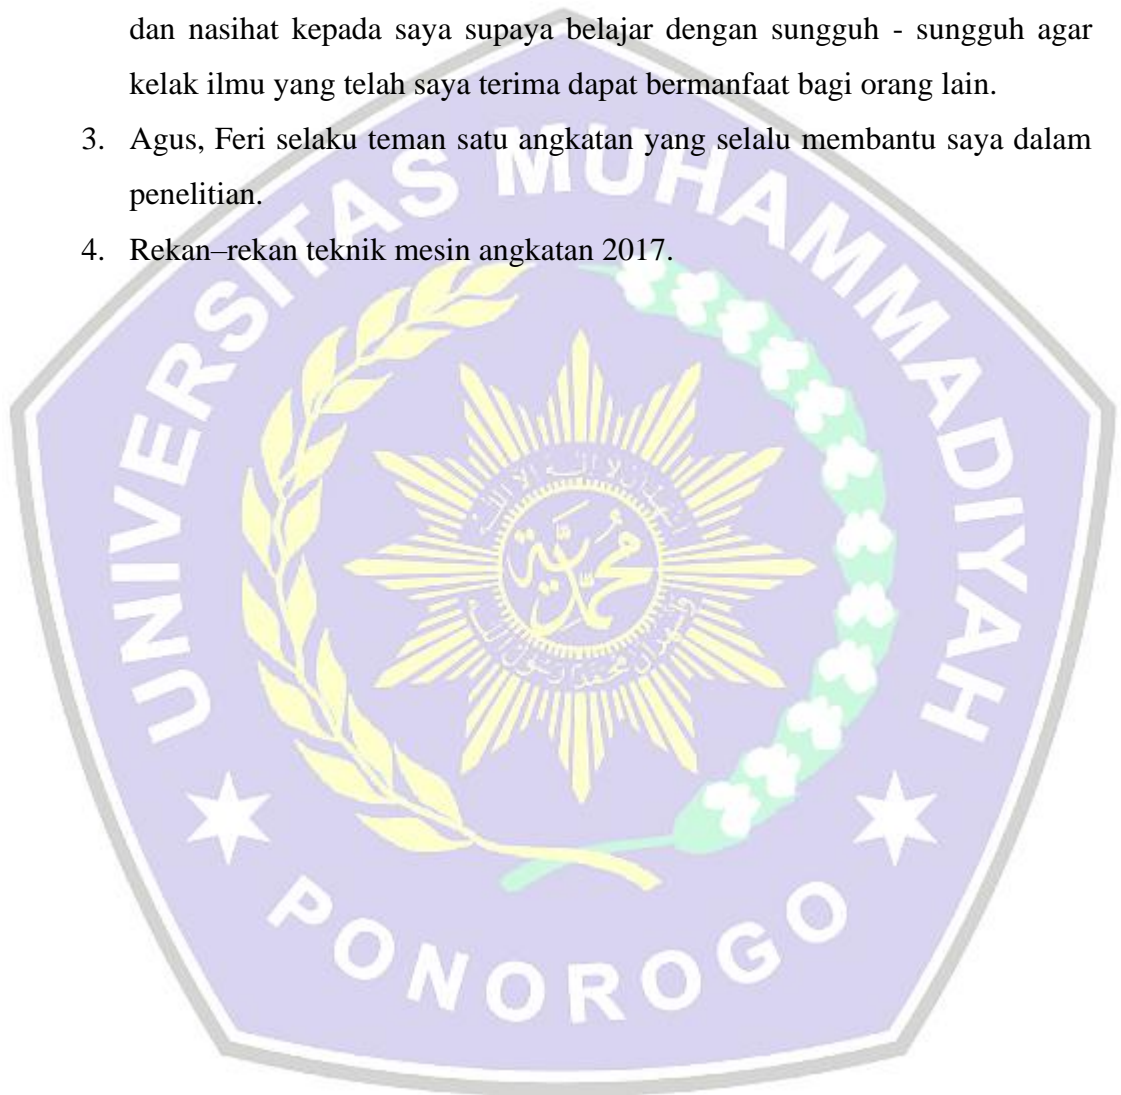 dan nasihat kepada saya supaya belajar dengan sungguh - sungguh agar
kelak ilmu yang telah saya terima dapat bermanfaat bagi orang lain.
3. Agus, Feri selaku teman satu angkatan yang selalu membantu saya dalam
penelitian.
4. Rekan–rekan teknik mesin angkatan 2017.
UNIVERSITAS MUHAMMADIYAH
PONOROGO
محمدية